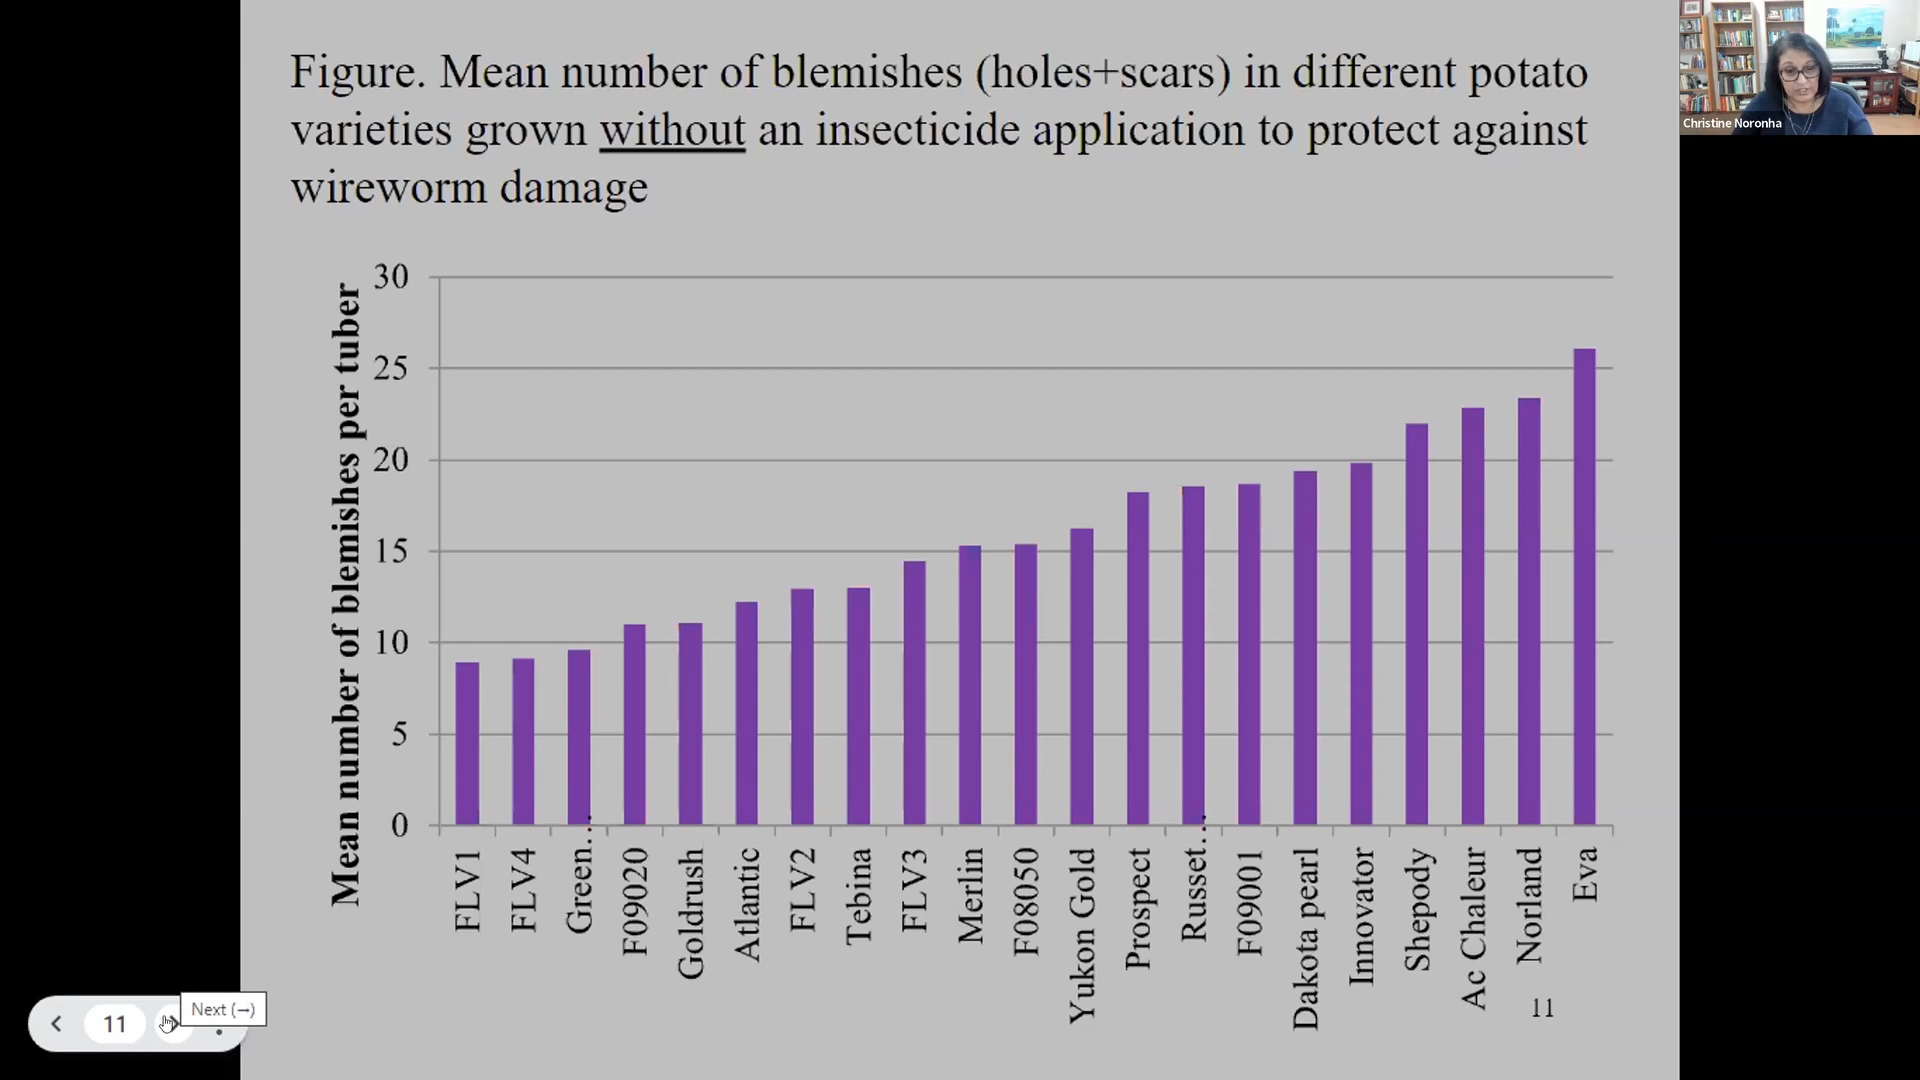 Figure. Mean number of blemishes (holes+scars) in different potato
varieties grown without an insecticide application to protect against
wireworm damage
Christine Noronha
Mean number of blemishes per tuber
30
25
20
15
10
5
0
FLV1
FLV4
Green…
F09020
Goldrush
Atlantic
FLV2
Tebina
FLV3
Merlin
F08050
Yukon Gold
Prospect
Russet…
F09001
Dakota pearl
Innovator
Shepody
Ac Chaleur
Norland
Eva
11
11
Next (→)